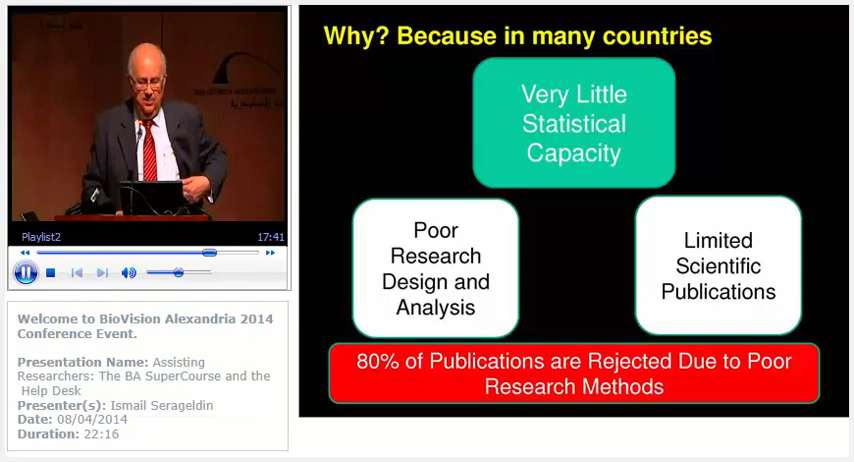 Playlist2
17:41
Welcome to BioVision Alexandria 2014
Conference Event.
Presentation Name: Assisting
Researchers: The BA SuperCourse and the
Help Desk
Presenter(s): Ismail Serageldin
Date: 08/04/2014
Duration: 22:16
Why? Because in many countries
Very Little
Statistical
Capacity
Poor
Research
Design and
Analysis
Limited
Scientific
Publications
80% of Publications are Rejected Due to Poor
Research Methods